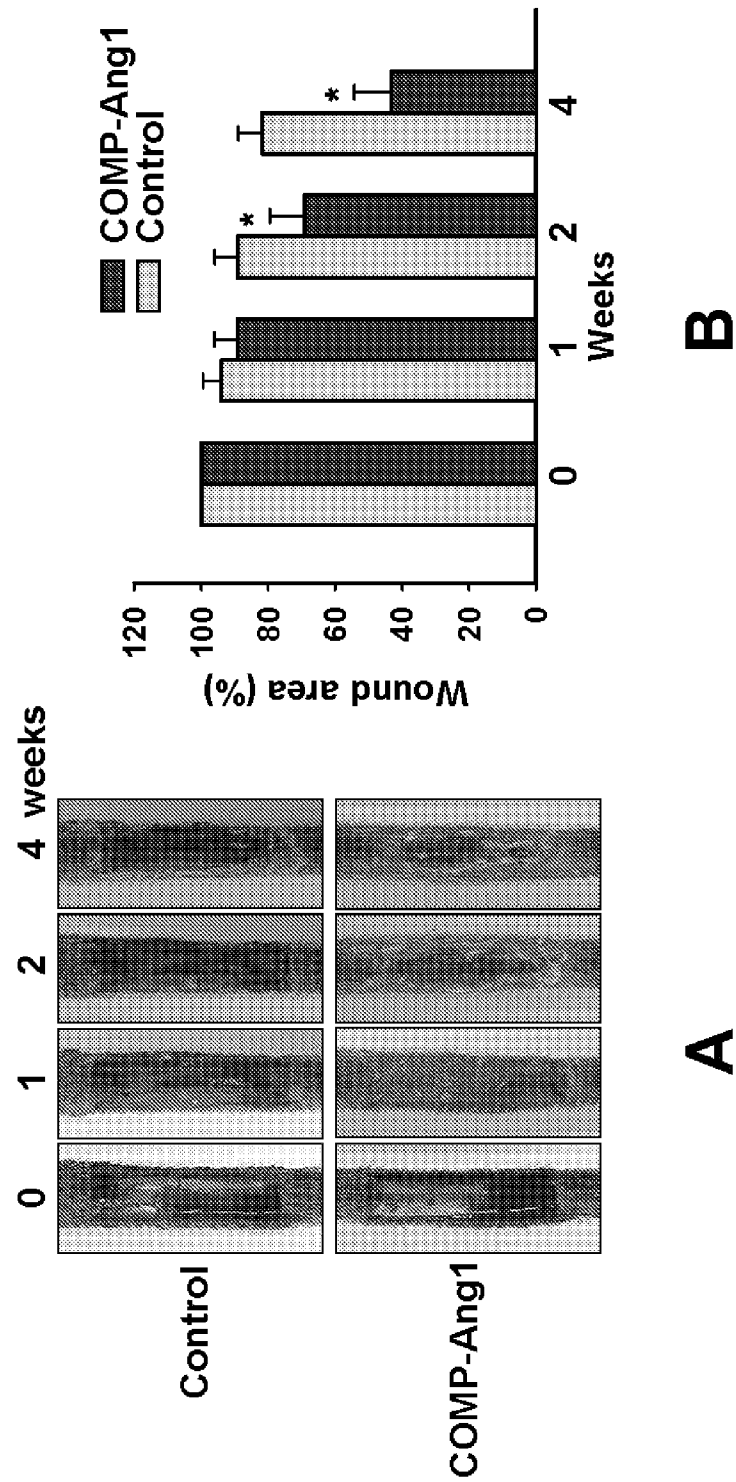 0 1 2 4 weeks
Control
COMP-Ang1
A
COMP-Ang1
Control
Wound area (%)
120
100
80
60
40
20
0
*
*
0 1 2 4
Weeks
B